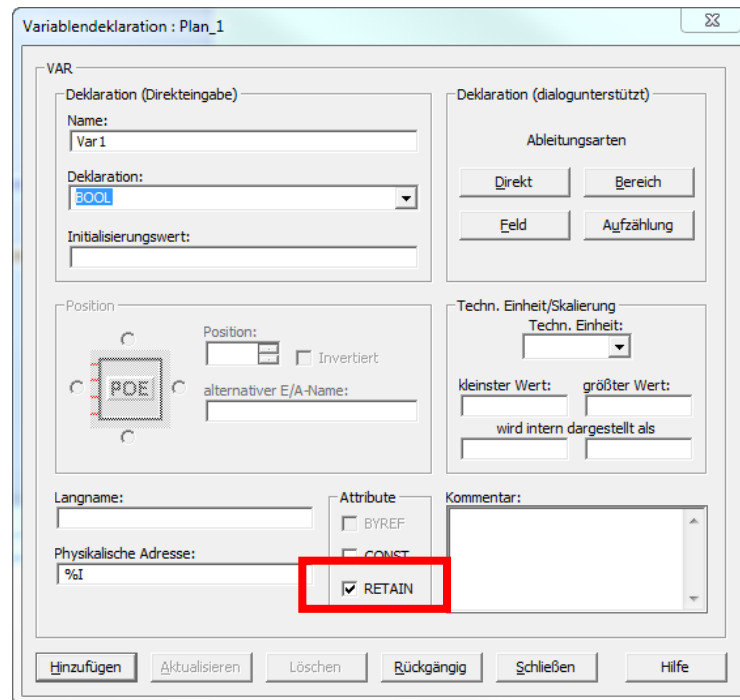 Variablendeklaration : Plan_1
VAR
Deklaration (Direkteingabe)
Name:
Var1
Deklaration:
BOOL
Initialisierungswert:
Deklaration (dialogunterstützt)
Ableitungsarten
Direkt Bereich
Feld Aufzählung
Position
Position:
Invertiert
POE
alternativer E/A-Name:
Techn. Einheit/Skalierung
Techn. Einheit:
kleinster Wert: größter Wert:
wird intern dargestellt als
Langname:
Physikalische Adresse:
%I
Attribute
BYREF
CONST
RETAIN
Kommentar:
Hinzufügen Aktualisieren Löschen Rückgängig Schließen Hilfe